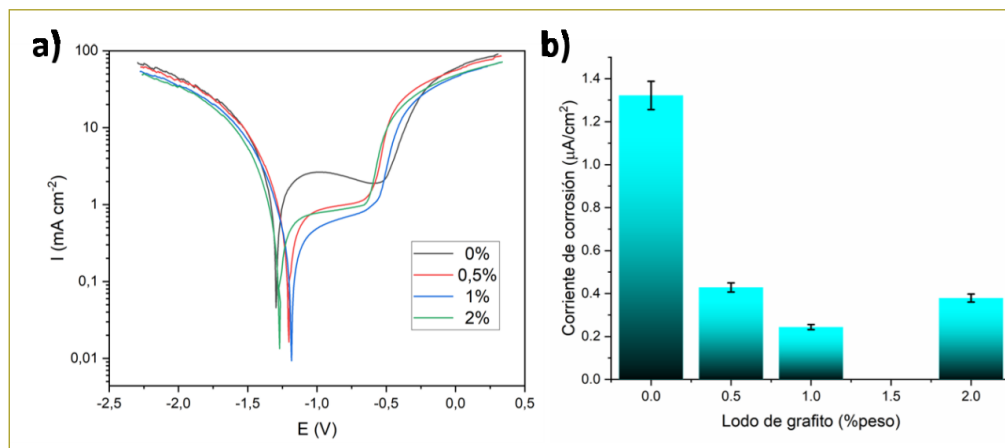 a)
100
10
1
0,1
0,01
I (mA cm⁻²)
-2,5 -2,0 -1,5 -1,0 -0,5 0,0 0,5
E (V)
0%
0,5%
1%
2%
b)
1.4
1.2
1.0
0.8
0.6
0.4
0.2
0.0
Corriente de corrosión (μA/cm²)
0.0 0.5 1.0 1.5 2.0
Lodo de grafito (%peso)